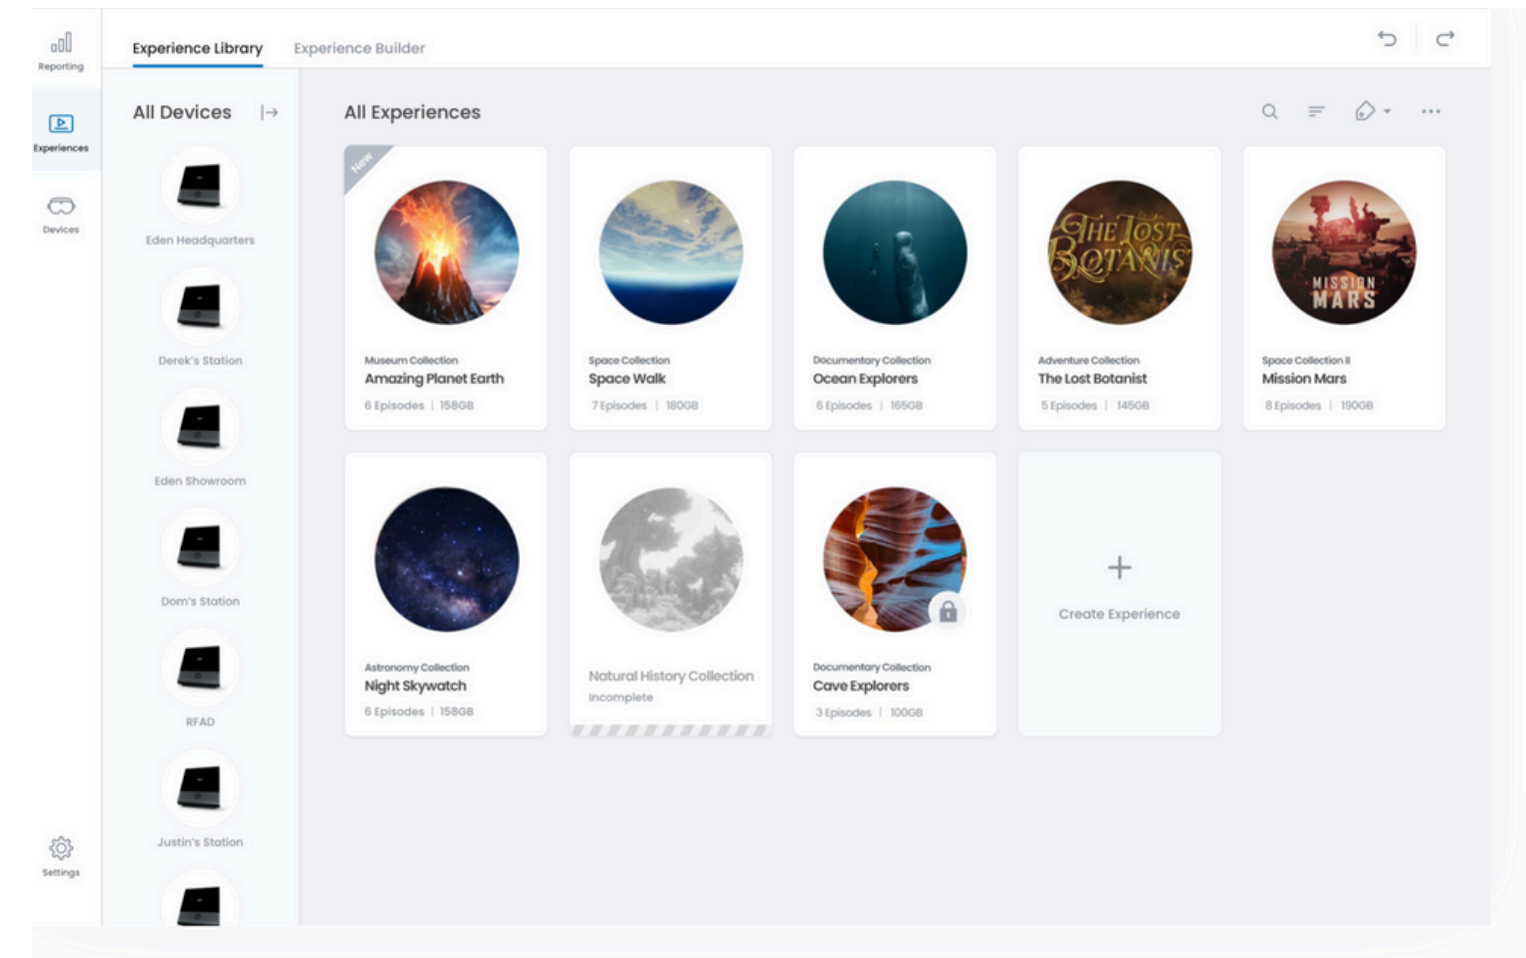 Reporting
Experiences
Devices
Settings
Experience Library
Experience Builder
All Devices
Eden Headquarters
Derek's Station
Eden Showroom
Dom's Station
RFAD
Justin's Station
All Experiences
New
Museum Collection
Amazing Planet Earth
6 Episodes | 158GB
Space Collection
Space Walk
7 Episodes | 180GB
Documentary Collection
Ocean Explorers
6 Episodes | 165GB
THE LOST
BOTANIST
Adventure Collection
The Lost Botanist
5 Episodes | 145GB
MISSION
MARS
Space Collection II
Mission Mars
8 Episodes | 190GB
Astronomy Collection
Night Skywatch
6 Episodes | 158GB
Natural History Collection
Incomplete
Documentary Collection
Cave Explorers
3 Episodes | 100GB
Create Experience